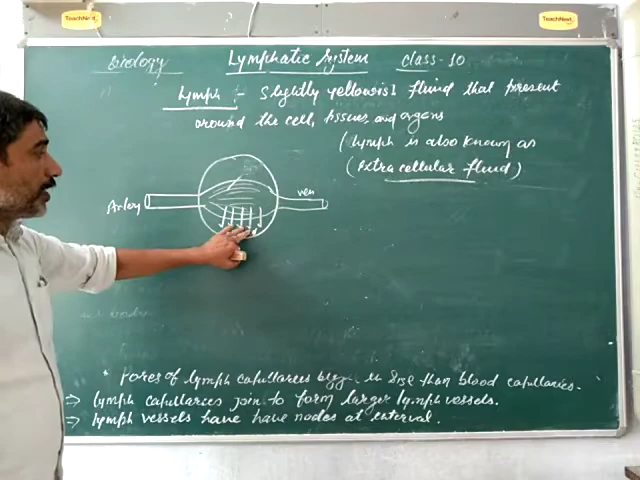 TeachNext
TeachNext
Biology Lymphatic System Class-10
Lymph :- Slightly yellowish fluid that present
around the cell, tissues, and organs
(Lymph is also known as
(Extra cellular fluid)
Artery
ven
* Pores of lymph capillaries bigg in size than blood capillaries.
⇒ Lymph capillaries join to form larger lymph vessels.
⇒ Lymph vessels have have nodes at interval.